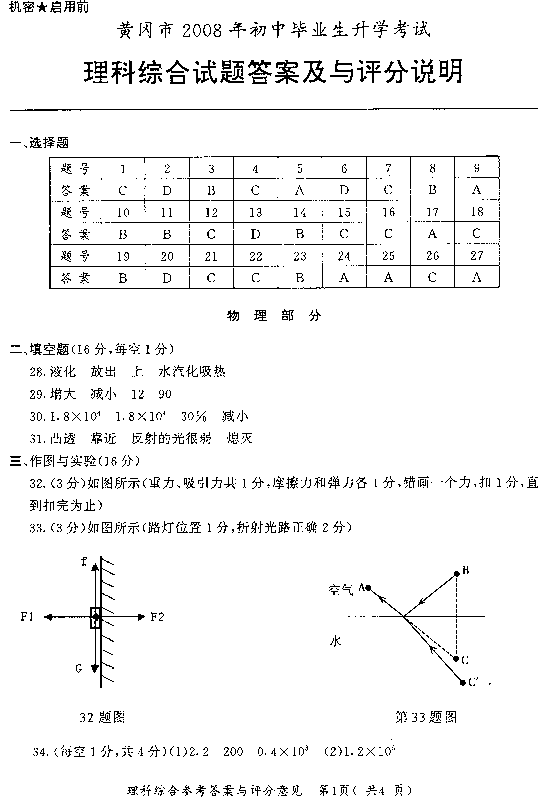 机密★启用前
黄冈市2008年初中毕业生升学考试
理科综合试题答案及与评分说明
一、选择题
题号 1 2 3 4 5 6 7 8 9
答案 C D B C A D C B A
题号 10 11 12 13 14 15 16 17 18
答案 B B C D B C C A C
题号 19 20 21 22 23 24 25 26 27
答案 B D C C B A A C A
物理部分
二、填空题(16分,每空1分)
28.液化 放出 上 水汽化吸热
29.增大 减小 12 90
30.1.8×10⁴ 1.8×10⁴ 30% 减小
31.凸透 靠近 反射的光很弱 熄灭
三、作图与实验(16分)
32.(3分)如图所示(重力、吸引力共1分,摩擦力和弹力各1分,错画一个力,扣1分,直
到扣完为止)
33.(3分)如图所示(路灯位置1分,折射光路正确2分)
f
F1 F2
G
32题图
空气 A B
水
C
C'
第33题图
34.(每空1分,共4分)(1)2.2 200 0.4×10³ (2)1.2×10⁵
理科综合参考答案与评分意见 第1页(共4页)